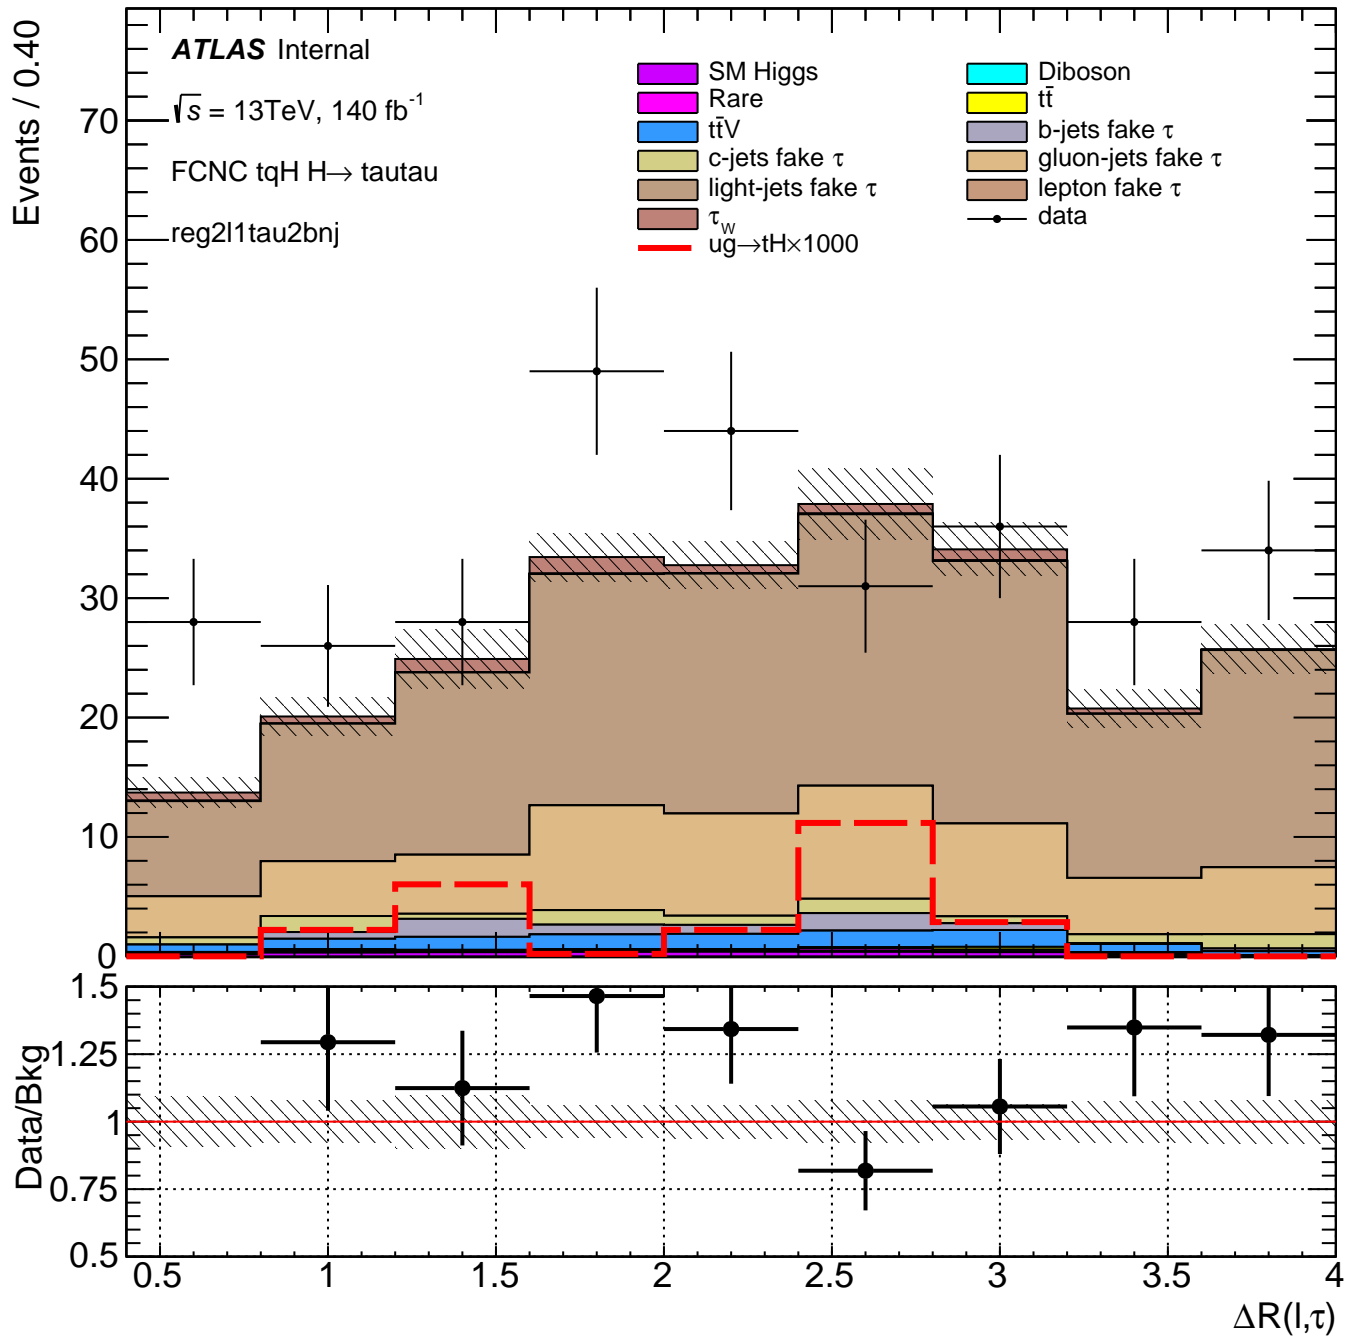 Events / 0.40
ATLAS Internal
√s = 13TeV, 140 fb⁻¹
FCNC tqH H→ tautau
reg2l1tau2bnj
SM Higgs
Rare
tt̄V
c-jets fake τ
light-jets fake τ
τ_W
ug→tH×1000
Diboson
tt̄
b-jets fake τ
gluon-jets fake τ
lepton fake τ
data
70
60
50
40
30
20
10
0
Data/Bkg
1.5
1.25
1
0.75
0.5
0.5 1 1.5 2 2.5 3 3.5 4
ΔR(l,τ)